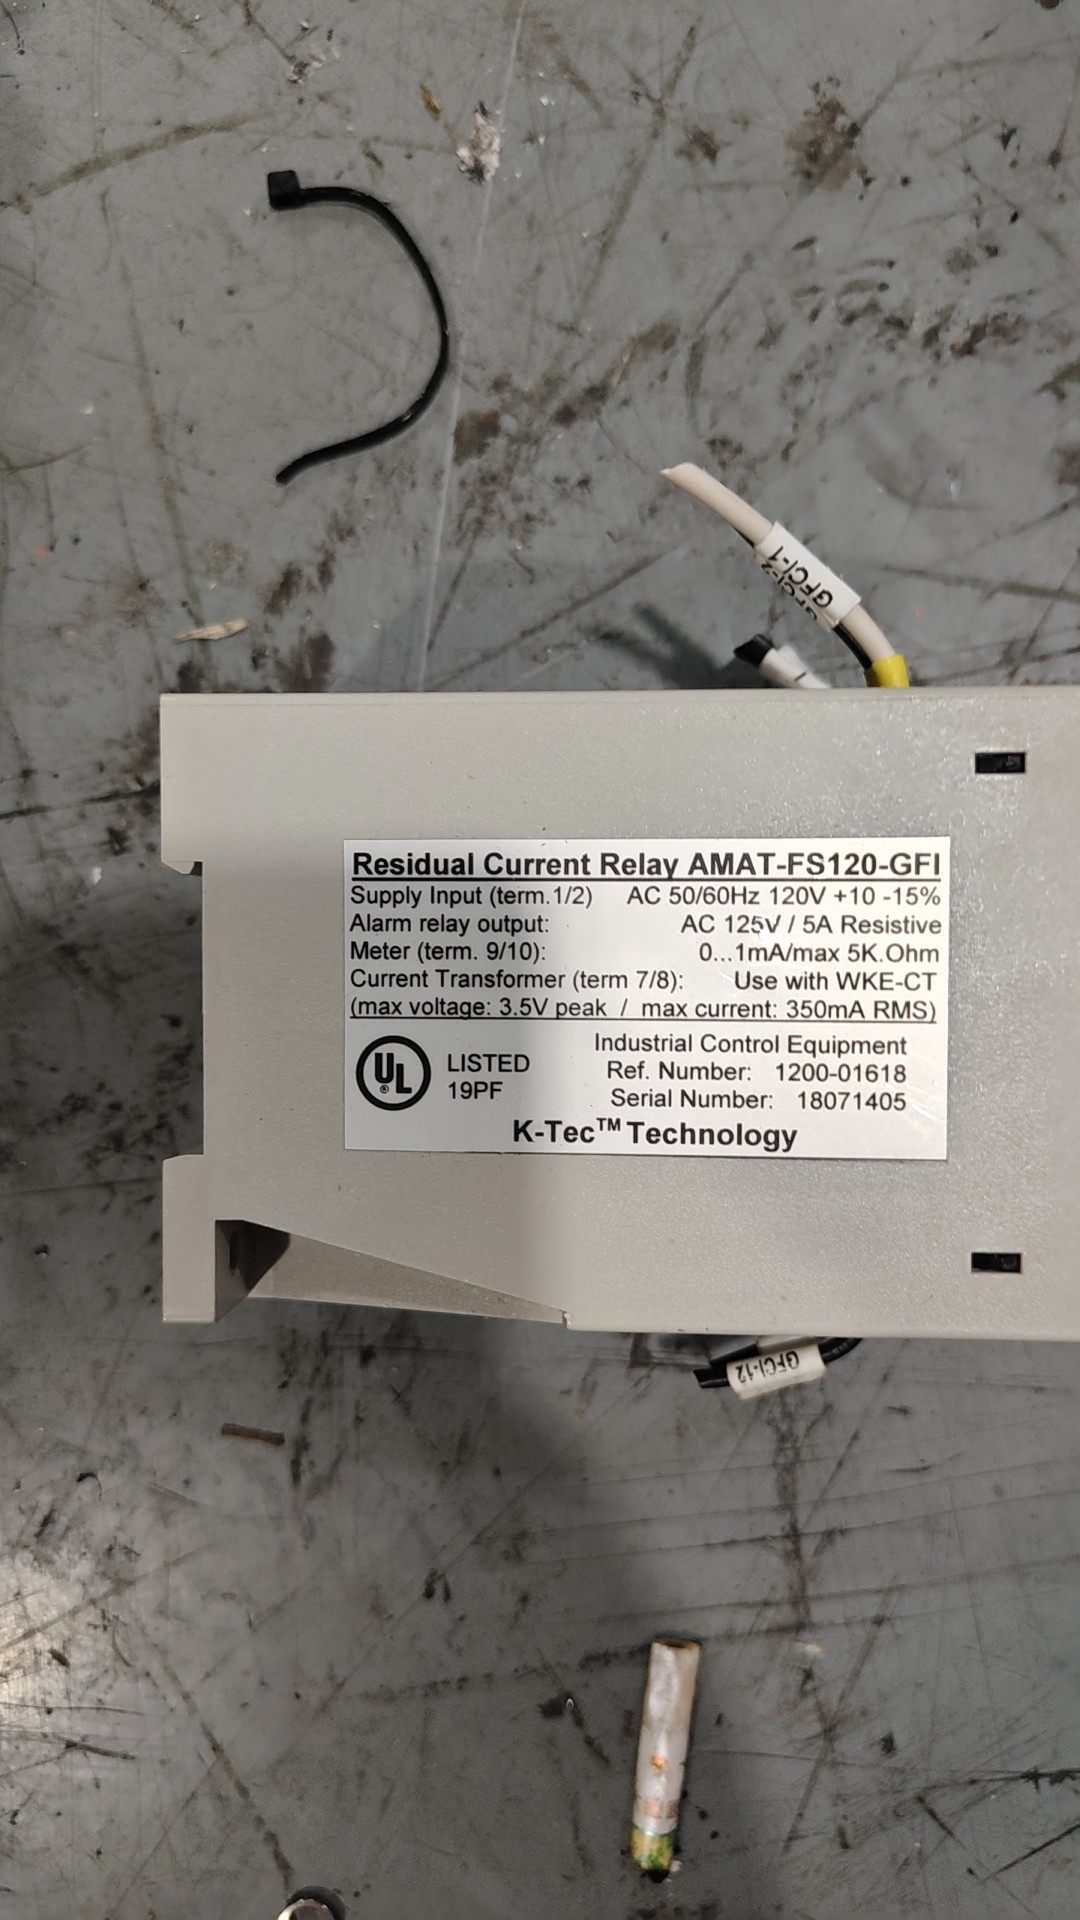 GFCI-2
GFCI-1
Residual Current Relay AMAT-FS120-GFI
Supply Input (term.1/2) AC 50/60Hz 120V +10 -15%
Alarm relay output: AC 125V / 5A Resistive
Meter (term. 9/10): 0...1mA/max 5K.Ohm
Current Transformer (term 7/8): Use with WKE-CT
(max voltage: 3.5V peak / max current: 350mA RMS)
UL
®
LISTED
19PF
Industrial Control Equipment
Ref. Number: 1200-01618
Serial Number: 18071405
K-Tec™ Technology
GFCI-12